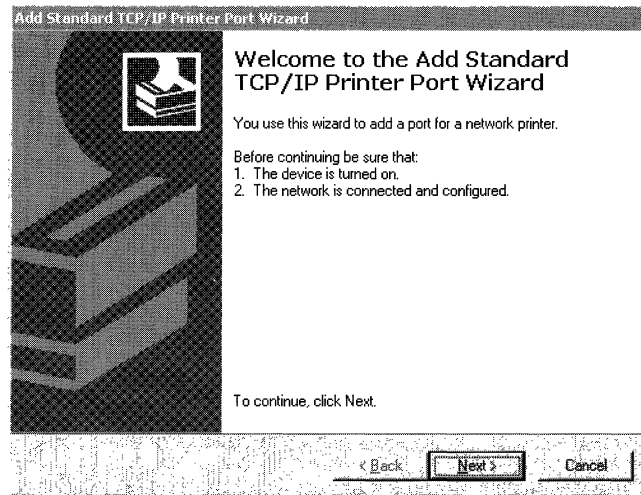 Add Standard TCP/IP Printer Port Wizard
Welcome to the Add Standard
TCP/IP Printer Port Wizard
You use this wizard to add a port for a network printer.
Before continuing be sure that:
1. The device is turned on.
2. The network is connected and configured.
To continue, click Next.
< Back
Next >
Cancel